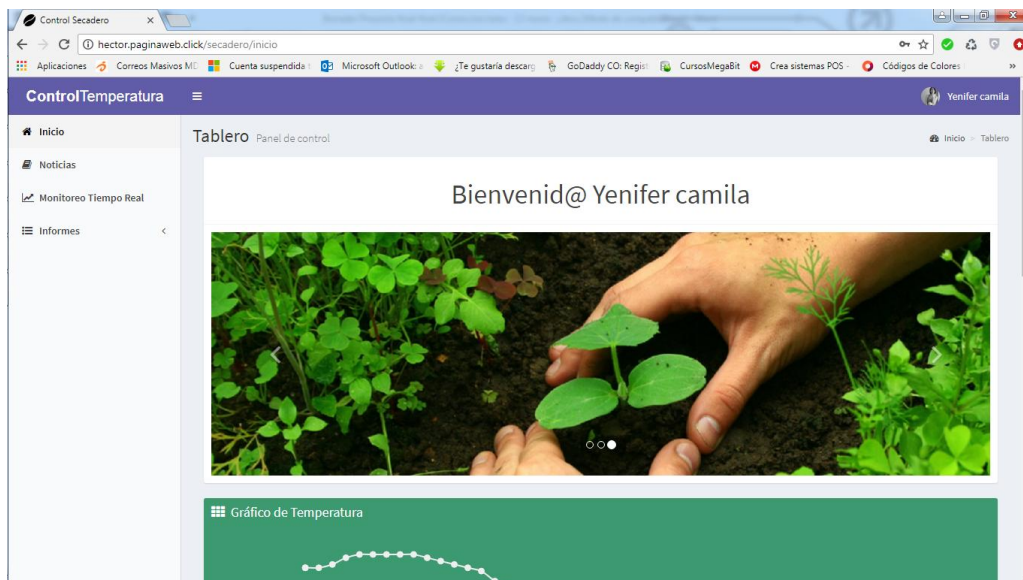 Control Secadero
hector.paginaweb.click/secadero/inicio
Aplicaciones Correos Masivos MD Cuenta suspendida Microsoft Outlook: ¿Te gustaría descarg GoDaddy CO: Regist CursosMegaBit Crea sistemas POS - Códigos de Colores »
ControlTemperatura Yenifer camila
Inicio
Noticias
Monitoreo Tiempo Real
Informes
Tablero Panel de control Inicio > Tablero
Bienvenid@ Yenifer camila
Gráfico de Temperatura